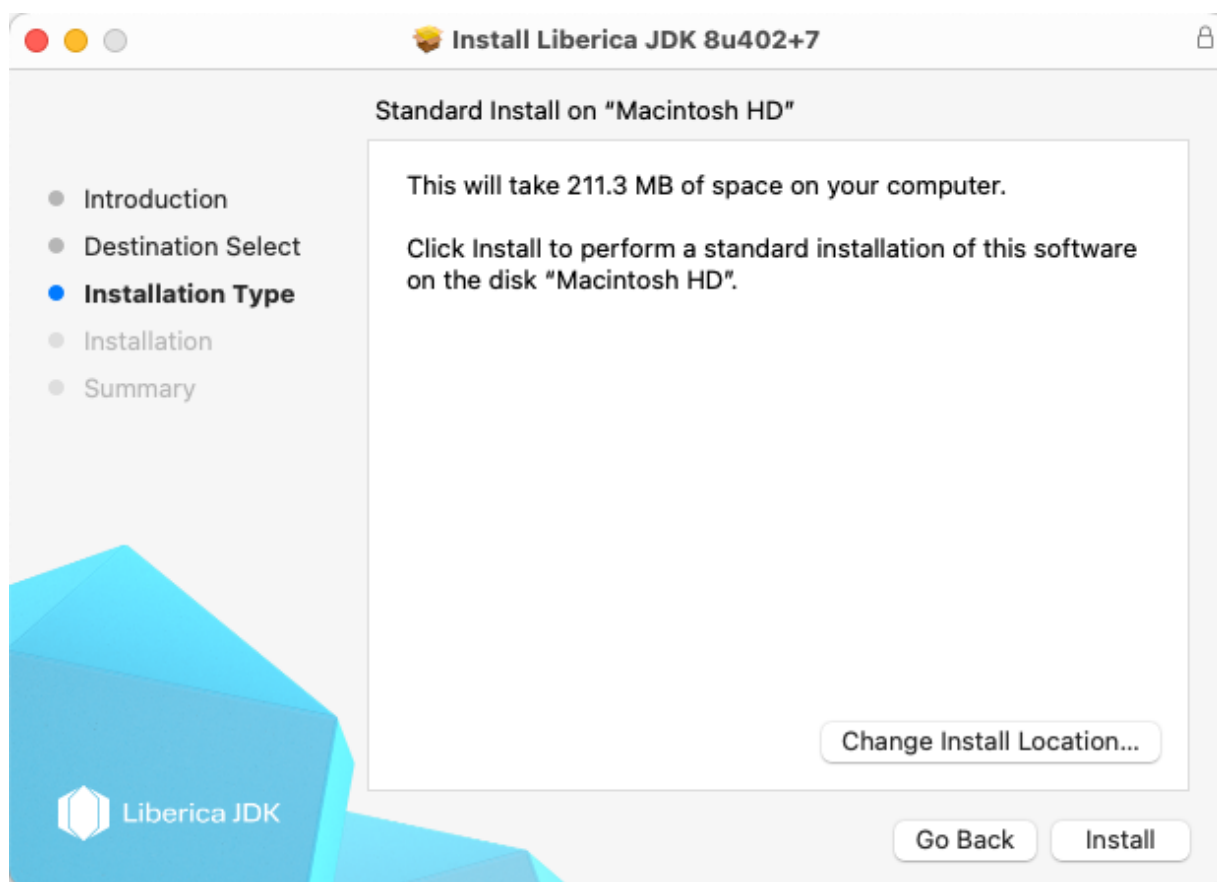 Install Liberica JDK 8u402+7
Standard Install on “Macintosh HD”
Introduction
Destination Select
Installation Type
Installation
Summary
This will take 211.3 MB of space on your computer.
Click Install to perform a standard installation of this software
on the disk “Macintosh HD”.
Change Install Location...
Liberica JDK
Go Back
Install